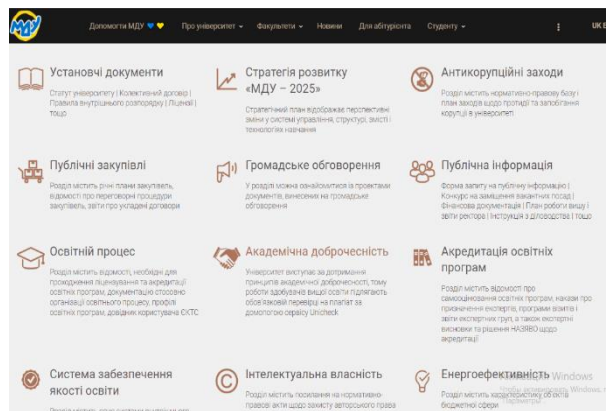 МДУ
Допомогти МДУ 💙 💛 Про університет Факультети Новини Для абітурієнта Студенту UK
Установчі документи
Статут університету | Колективний договір |
Правила внутрішнього розпорядку | Ліцензії |
тощо
Стратегія розвитку
«МДУ – 2025»
Стратегічний план відображає перспективні
зміни у системі управління, структурі, змісті і
технологіях навчання
Антикорупційні заходи
Розділ містить нормативно-правову базу і
план заходів щодо протидії та запобігання
корупції в університеті
Публічні закупівлі
Розділ містить річні плани закупівель,
відомості про переговорні процедури
закупівель, звіти про укладені договори
Громадське обговорення
У розділі можна ознайомитися із проектами
документів, винесених на громадське
обговорення
Публічна інформація
Форма запиту на публічну інформацію |
Конкурс на заміщення вакантних посад |
Фінансова документація | План роботи вишу |
звіти ректора | Інструкція з діловодства | тощо
Освітній процес
Розділ містить відомості, необхідні для
проходження ліцензування та акредитації
освітніх програм, документацію стосовно
організації освітнього процесу, профілі
освітніх програм, довідник користувача ЄКТС
Академічна доброчесність
Університет виступає за дотримання
принципів академічної доброчесності, тому
роботи здобувачів вищої освіти підлягають
обов'язковій перевірці на плагіат за
допомогою сервісу Unicheck
Акредитація освітніх
програм
Розділ містить відомості про
самооцінювання освітніх програм, накази про
призначення експертів, програми візитів і
звіти експертних груп, а також експертні
висновки та рішення НАЗЯВО щодо
акредитації
Система забезпечення
якості освіти
Інтелектуальна власність
Розділ містить посилання на нормативно-
правові акти щодо захисту авторського права
Енергоефективність
Розділ містить характеристику об'єктів
бюджетної сфери
Windows